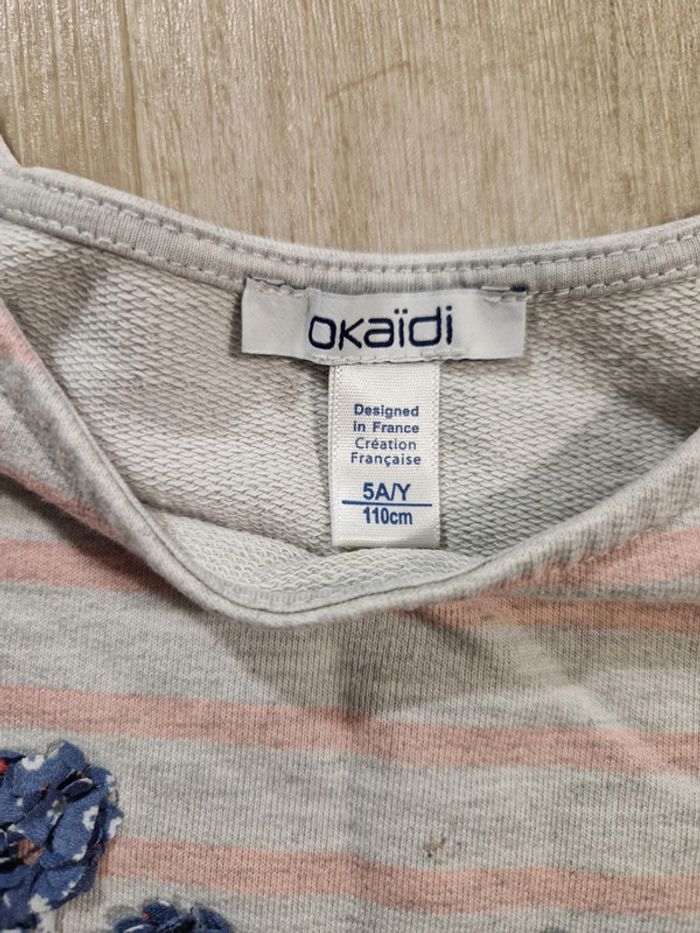 okaïdi
Designed
in France
Création
Française
5A/Y
110cm